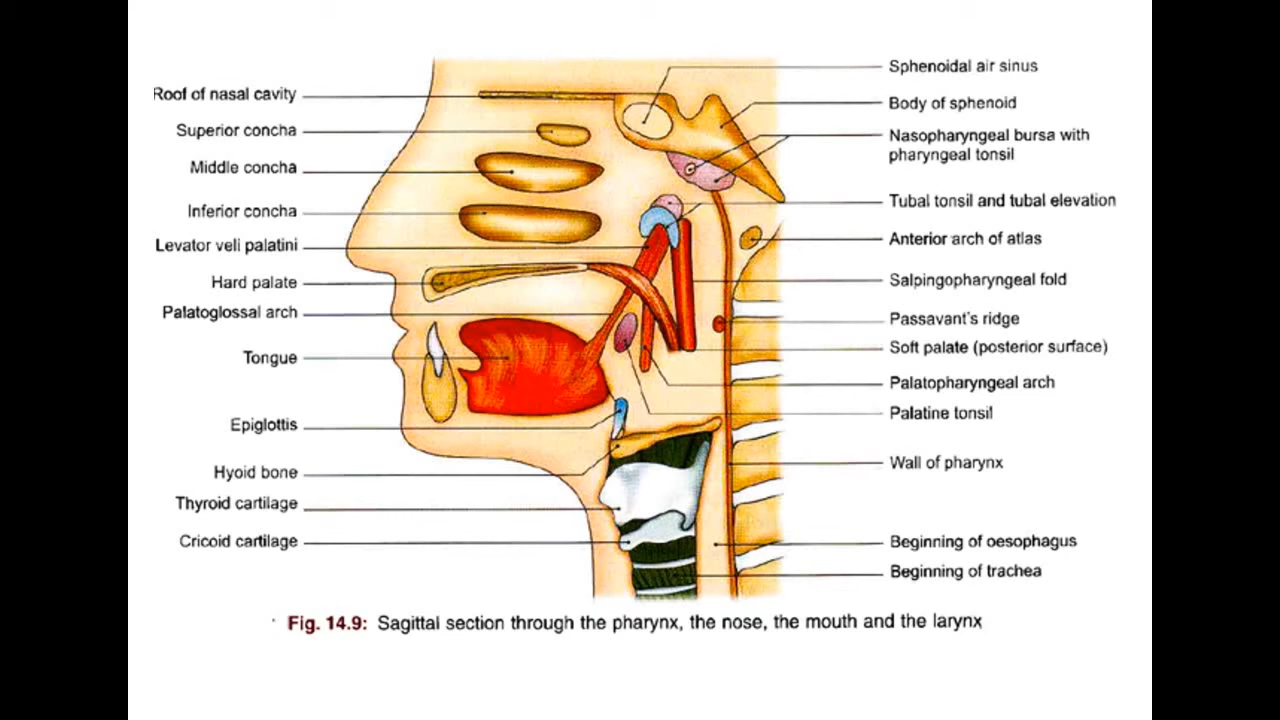 Roof of nasal cavity
Superior concha
Middle concha
Inferior concha
Levator veli palatini
Hard palate
Palatoglossal arch
Tongue
Epiglottis
Hyoid bone
Thyroid cartilage
Cricoid cartilage
Sphenoidal air sinus
Body of sphenoid
Nasopharyngeal bursa with
pharyngeal tonsil
Tubal tonsil and tubal elevation
Anterior arch of atlas
Salpingopharyngeal fold
Passavant's ridge
Soft palate (posterior surface)
Palatopharyngeal arch
Palatine tonsil
Wall of pharynx
Beginning of oesophagus
Beginning of trachea
Fig. 14.9: Sagittal section through the pharynx, the nose, the mouth and the larynx